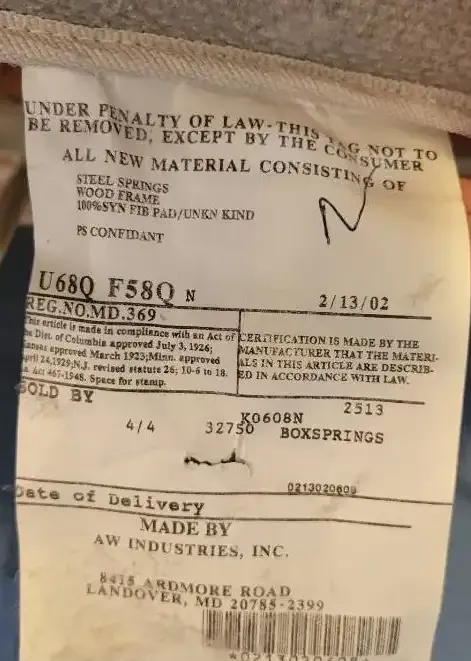 UNDER PENALTY OF LAW-THIS TAG NOT TO
BE REMOVED, EXCEPT BY THE CONSUMER
ALL NEW MATERIAL CONSISTING OF
STEEL SPRINGS
WOOD FRAME
100%SYN FIB PAD/UNKN KIND
PS CONFIDANT
N
U68Q F58Q N
2/13/02
REG.NO.MD.369
This article is made in compliance with an Act of
Dist. of Columbia approved July 3, 1926;
approved March 1923;Minn. approved
24,1929;N.J. revised statute 26; 10-6 to 18.
Act 467-1948. Space for stamp.
CERTIFICATION IS MADE BY THE
MANUFACTURER THAT THE MATERI-
ALS IN THIS ARTICLE ARE DESCRIB-
ED IN ACCORDANCE WITH LAW.
SOLD BY
2513
K0608N
4/4 32750 BOXSPRINGS
0213020609
Date of Delivery
MADE BY
AW INDUSTRIES, INC.
8415 ARDMORE ROAD
LANDOVER, MD 20785-2399